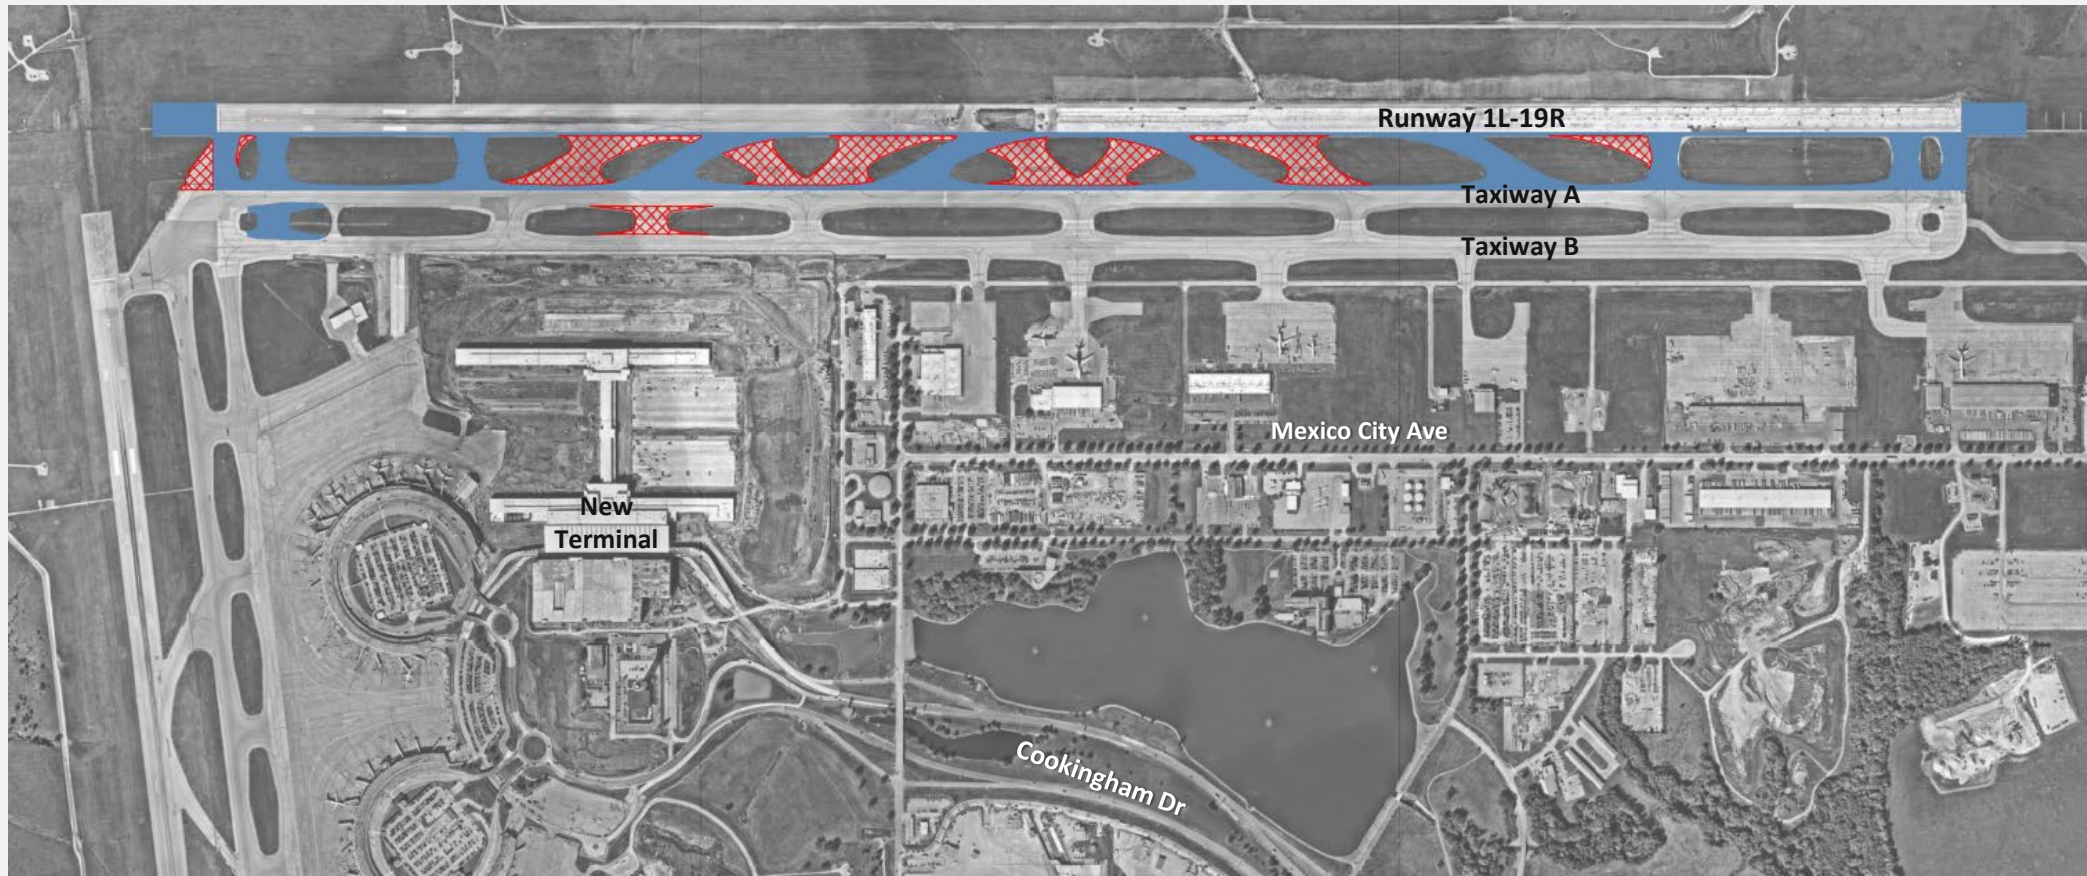 Runway 1L-19R
Taxiway A
Taxiway B
Mexico City Ave
New
Terminal
Cookingham Dr